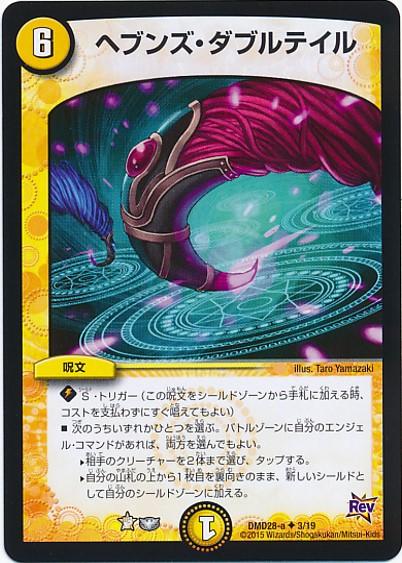 6
ヘブンズ・ダブルテイル
illus. Taro Yamazaki
呪文
S・トリガー (この呪文をシールドゾーンから手札に加える時、
コストを支払わずにすぐ唱えてもよい)
■ 次のうちいずれかひとつを選ぶ。バトルゾーンに自分のエンジェ
ル・コマンドがあれば、両方を選んでもよい。
▶相手のクリーチャーを2体まで選び、タップする。
▶自分の山札の上から1枚目を裏向きのまま、新しいシールドと
して自分のシールドゾーンに加える。
Rev
1
DMD28-a ♦ 3/19
©2015 Wizards/Shogakukan/Mitsui-Kids